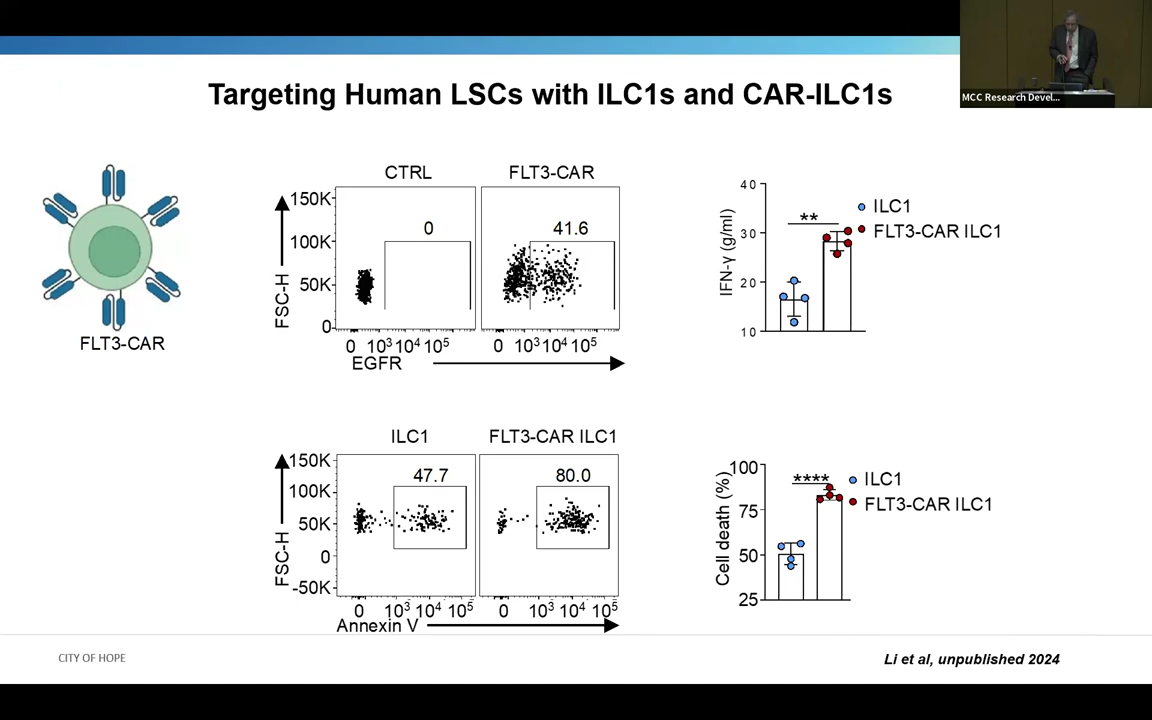 MCC Research Devel...
Targeting Human LSCs with ILC1s and CAR-ILC1s
FLT3-CAR
CTRL
FLT3-CAR
FSC-H
150K
100K
50K
0
0
41.6
0 10³ 10⁴ 10⁵
0 10³ 10⁴ 10⁵
EGFR
IFN-γ (g/ml)
40
30
20
10
**
ILC1
FLT3-CAR ILC1
ILC1
FLT3-CAR ILC1
FSC-H
150K
100K
50K
0
-50K
47.7
80.0
0 10³ 10⁴ 10⁵
0 10³ 10⁴ 10⁵
Annexin V
Cell death (%)
100
75
50
25
****
ILC1
FLT3-CAR ILC1
CITY OF HOPE
Li et al, unpublished 2024